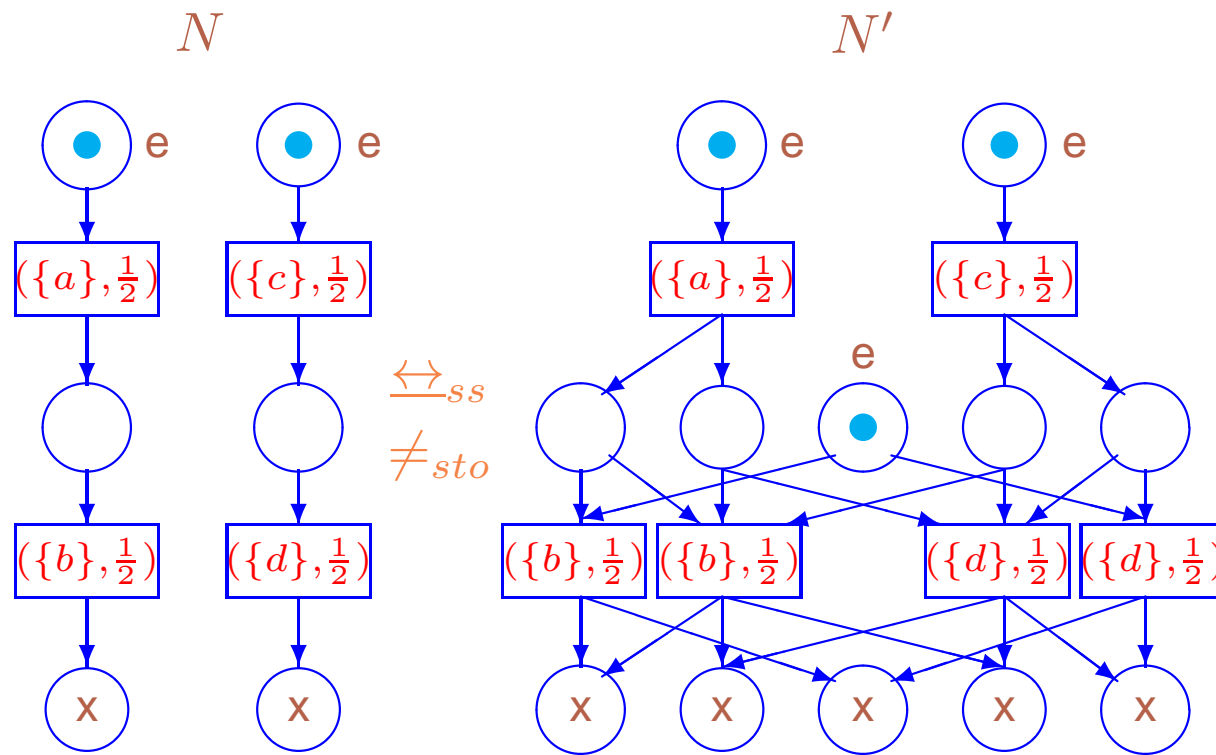 N N′
e e e e
({a}, 1/2) ({c}, 1/2) ({a}, 1/2) ({c}, 1/2)
e
↔ss
≠sto
({b}, 1/2) ({d}, 1/2) ({b}, 1/2) ({b}, 1/2) ({d}, 1/2) ({d}, 1/2)
x x x x x x x